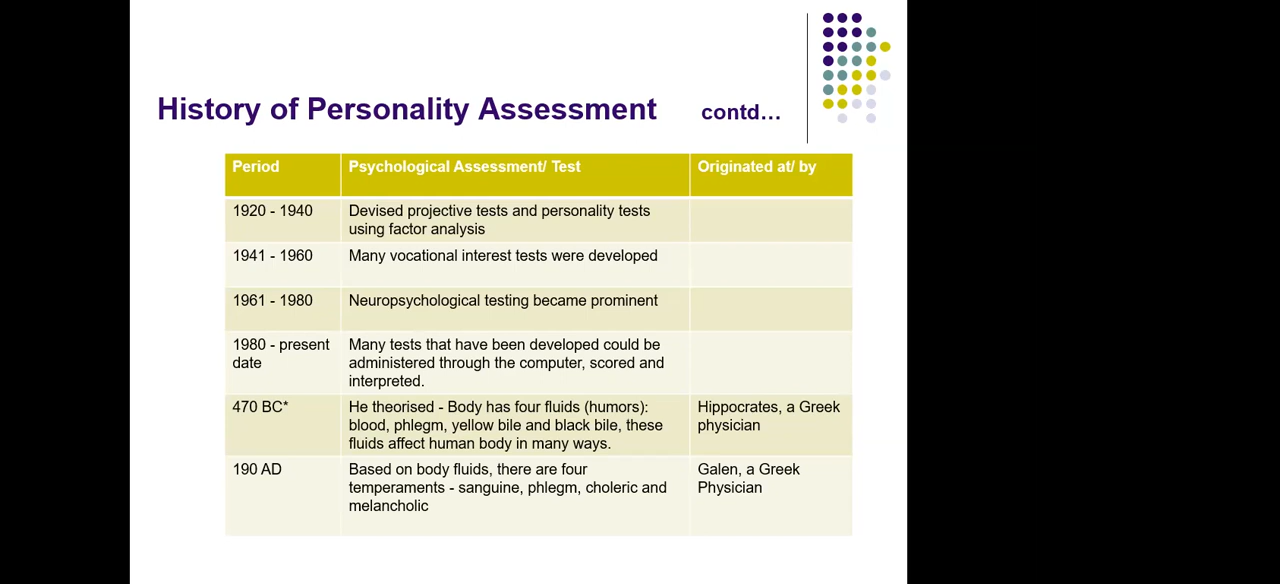 History of Personality Assessment contd…
Period Psychological Assessment/ Test Originated at/ by
1920 - 1940 Devised projective tests and personality tests
using factor analysis
1941 - 1960 Many vocational interest tests were developed
1961 - 1980 Neuropsychological testing became prominent
1980 - present Many tests that have been developed could be
date administered through the computer, scored and
interpreted.
470 BC* He theorised - Body has four fluids (humors): Hippocrates, a Greek
blood, phlegm, yellow bile and black bile, these physician
fluids affect human body in many ways.
190 AD Based on body fluids, there are four Galen, a Greek
temperaments - sanguine, phlegm, choleric and Physician
melancholic